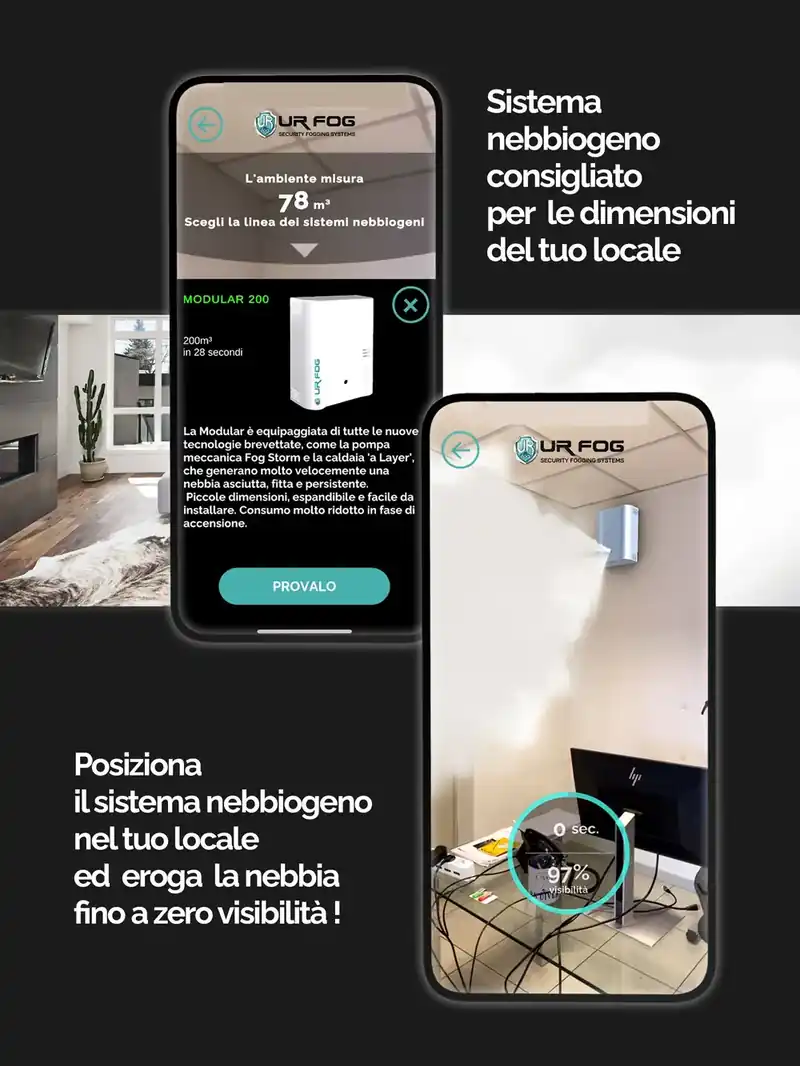 Sistema
nebbiogeno
consigliato
per le dimensioni
del tuo locale
UR FOG
SECURITY FOGGING SYSTEMS
L'ambiente misura
78 m³
Scegli la linea dei sistemi nebbiogeni
MODULAR 200
200m³
in 28 secondi
UR FOG
La Modular è equipaggiata di tutte le nuove
tecnologie brevettate, come la pompa
meccanica Fog Storm e la caldaia 'a Layer',
che generano molto velocemente una
nebbia asciutta, fitta e persistente.
Piccole dimensioni, espandibile e facile da
installare. Consumo molto ridotto in fase di
accensione.
PROVALO
UR FOG
SECURITY FOGGING SYSTEMS
hp
0 sec.
97%
visibilità
Posiziona
il sistema nebbiogeno
nel tuo locale
ed eroga la nebbia
fino a zero visibilità !